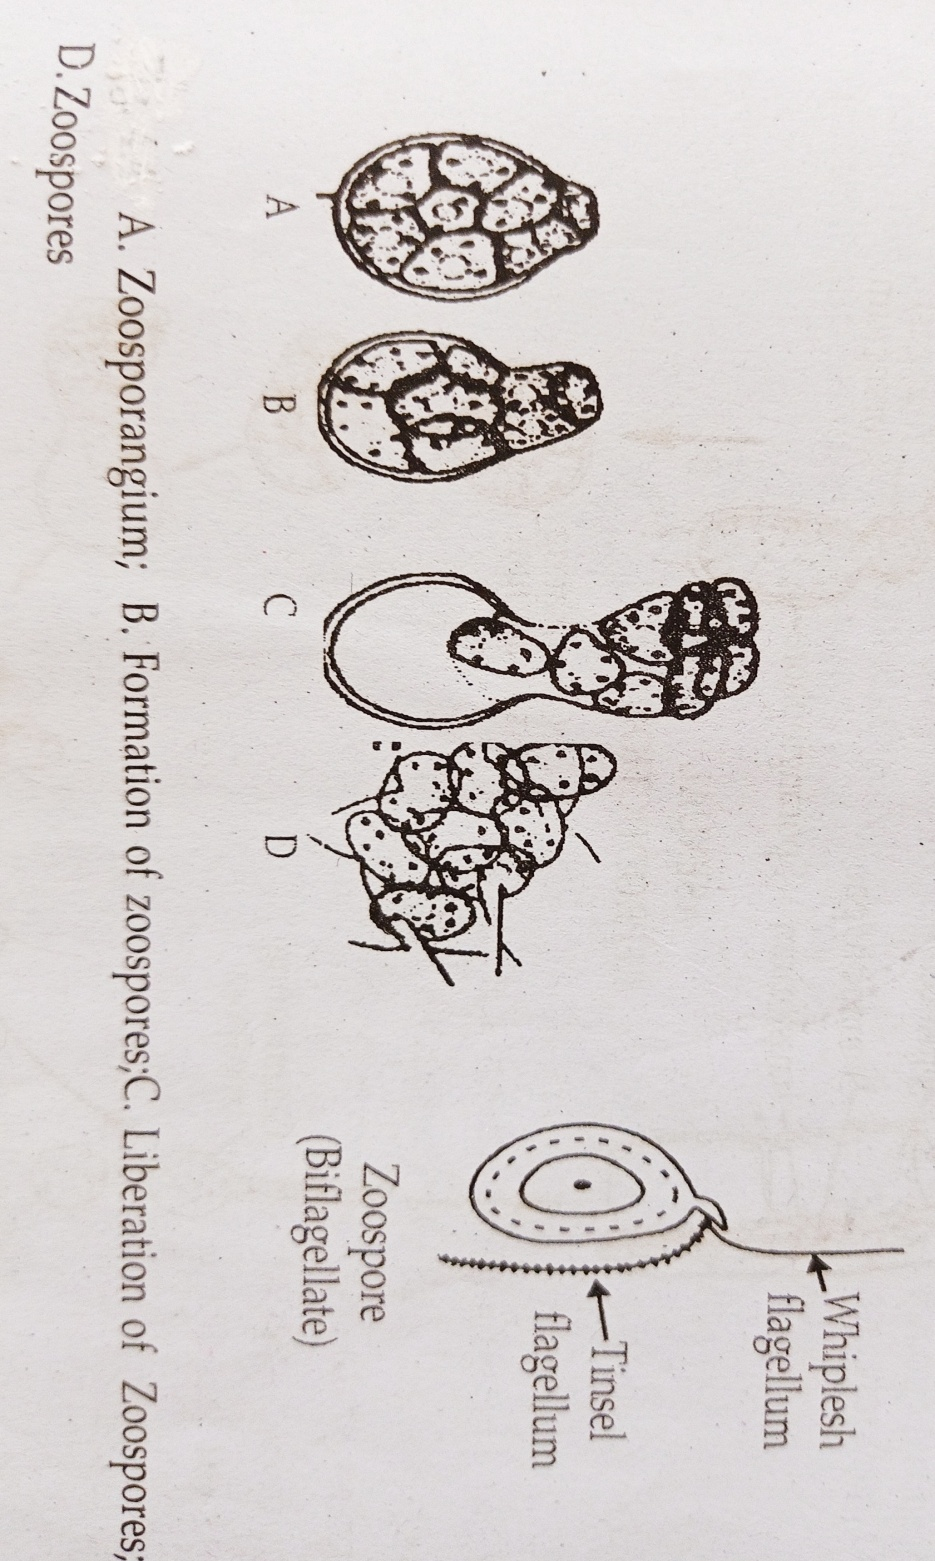 Whiplesh
flagellum
Tinsel
flagellum
Zoospore
(Biflagellate)
A B C D
A. Zoosporangium; B. Formation of zoospores;C. Liberation of Zoospores;
D. Zoospores